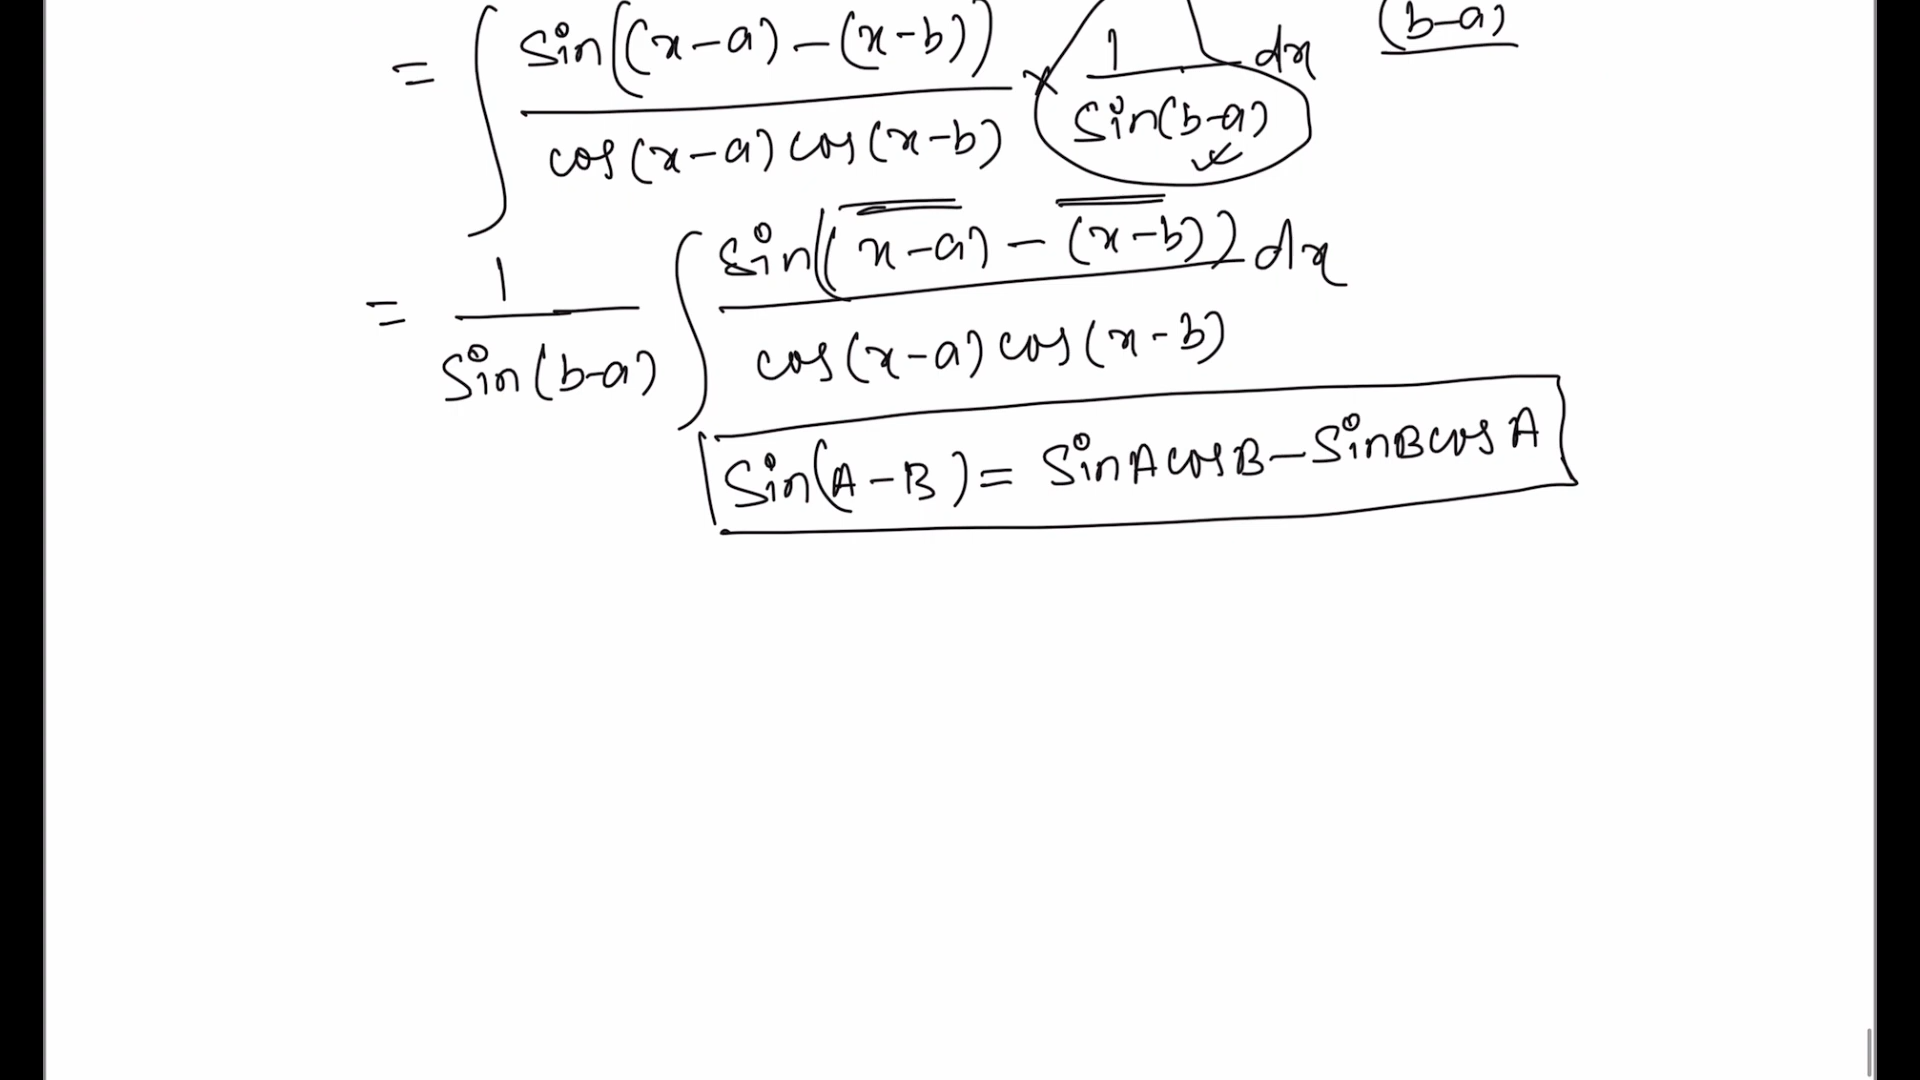 = ∫ sin((x-a)-(x-b)) / cos(x-a) cos(x-b) × 1 / sin(b-a) dx (b-a)
= 1 / sin(b-a) ∫ sin((x-a)-(x-b)) / cos(x-a) cos(x-b) dx
sin(A-B) = sinA cosB - sinB cosA